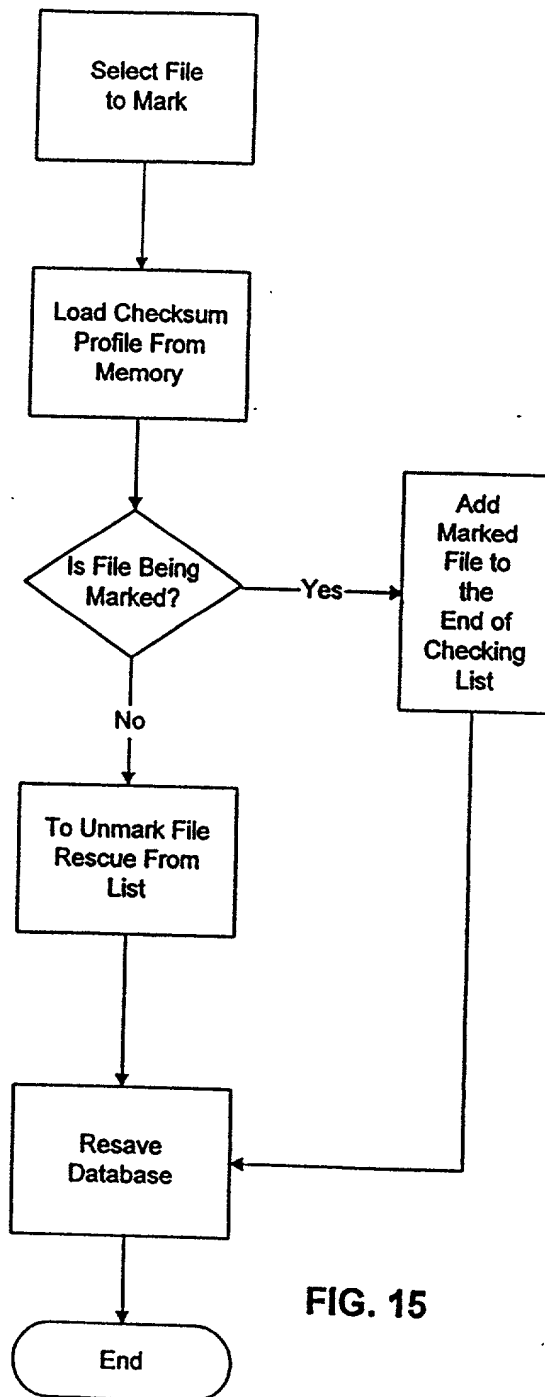 Select File
to Mark
Load Checksum
Profile From
Memory
Is File Being
Marked?
Yes
Add
Marked
File to
the
End of
Checking
List
No
To Unmark File
Rescue From
List
Resave
Database
End
FIG. 15